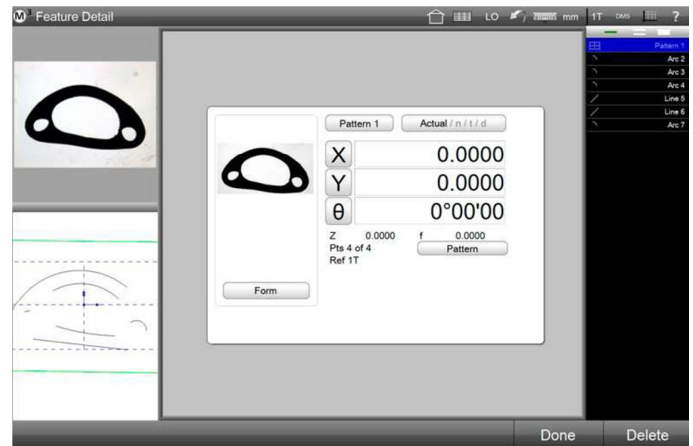 M3 Feature Detail
LO
mm
1T
DMS
?
Pattern 1
Arc 2
Arc 3
Arc 4
Line 5
Line 6
Arc 7
Pattern 1
Actual / n / t / d
X 0.0000
Y 0.0000
θ 0°00'00
Z 0.0000 f 0.0000
Pts 4 of 4
Pattern
Ref 1T
Form
Done
Delete